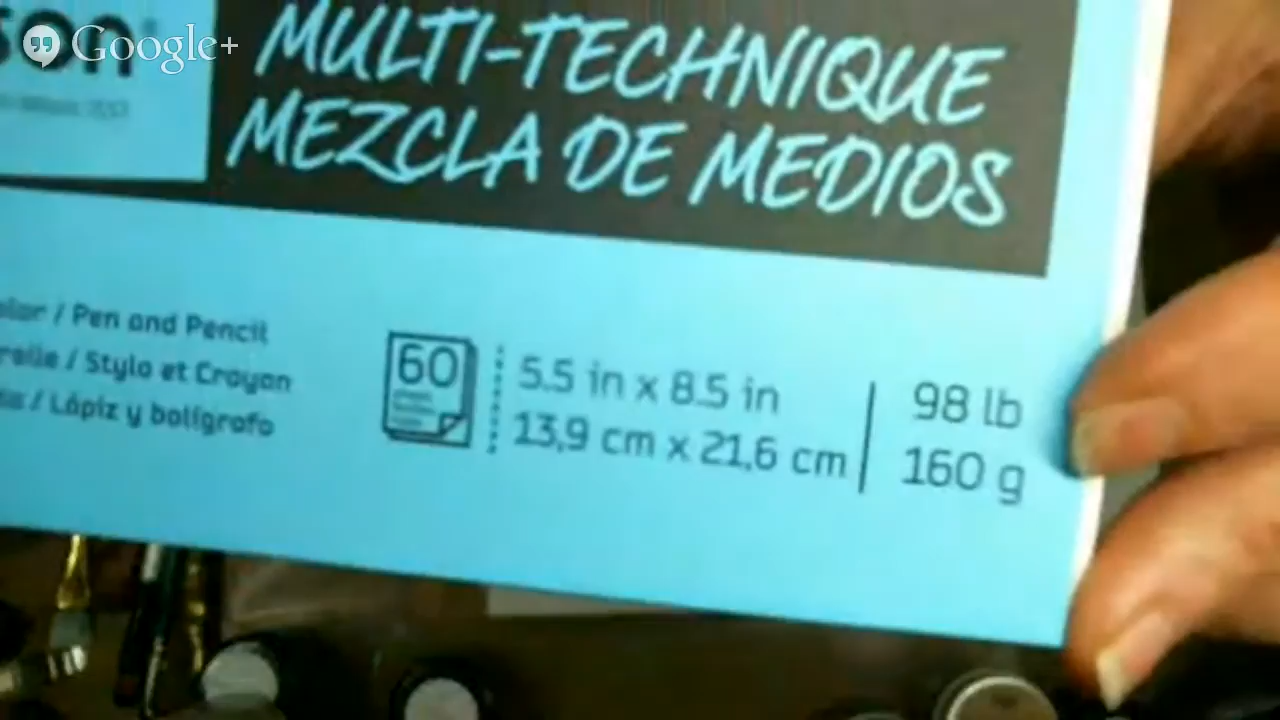 Google+
MULTI-TECHNIQUE
MEZCLA DE MEDIOS
/ Pen and Pencil
/ Stylo et Crayon
/ Lápiz y bolígrafo
60
5.5 in x 8.5 in
13,9 cm x 21,6 cm
98 lb
160 g